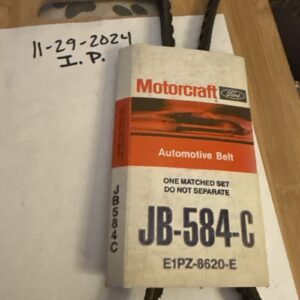 11-29-2024
I.P.
Motorcraft
Ford
Automotive Belt
ONE MATCHED SET
DO NOT SEPARATE
JB-584-C
E1PZ-8620-E
JB584C